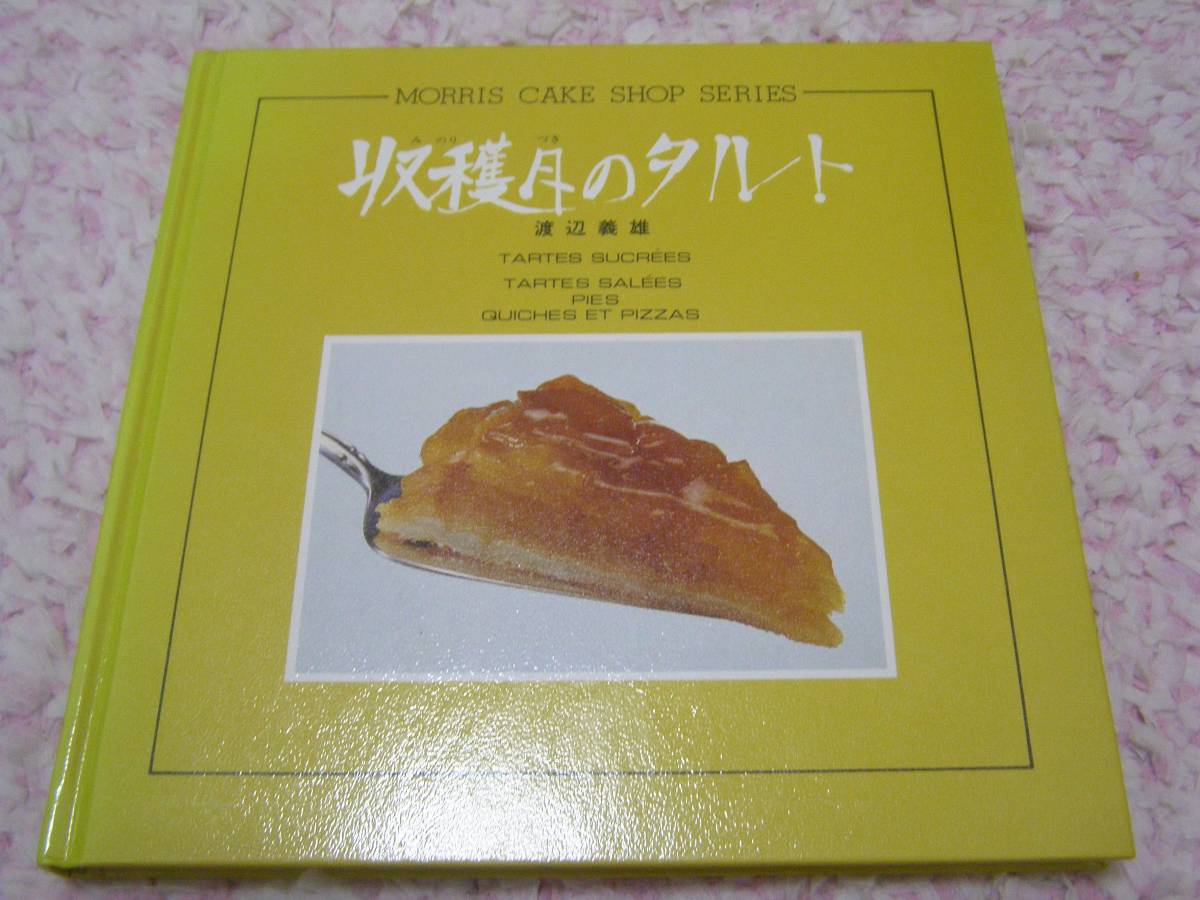 MORRIS CAKE SHOP SERIES
みのり づき
収穫月のタルト
渡辺義雄
TARTES SUCRÉES
TARTES SALÉES
PIES
QUICHES ET PIZZAS